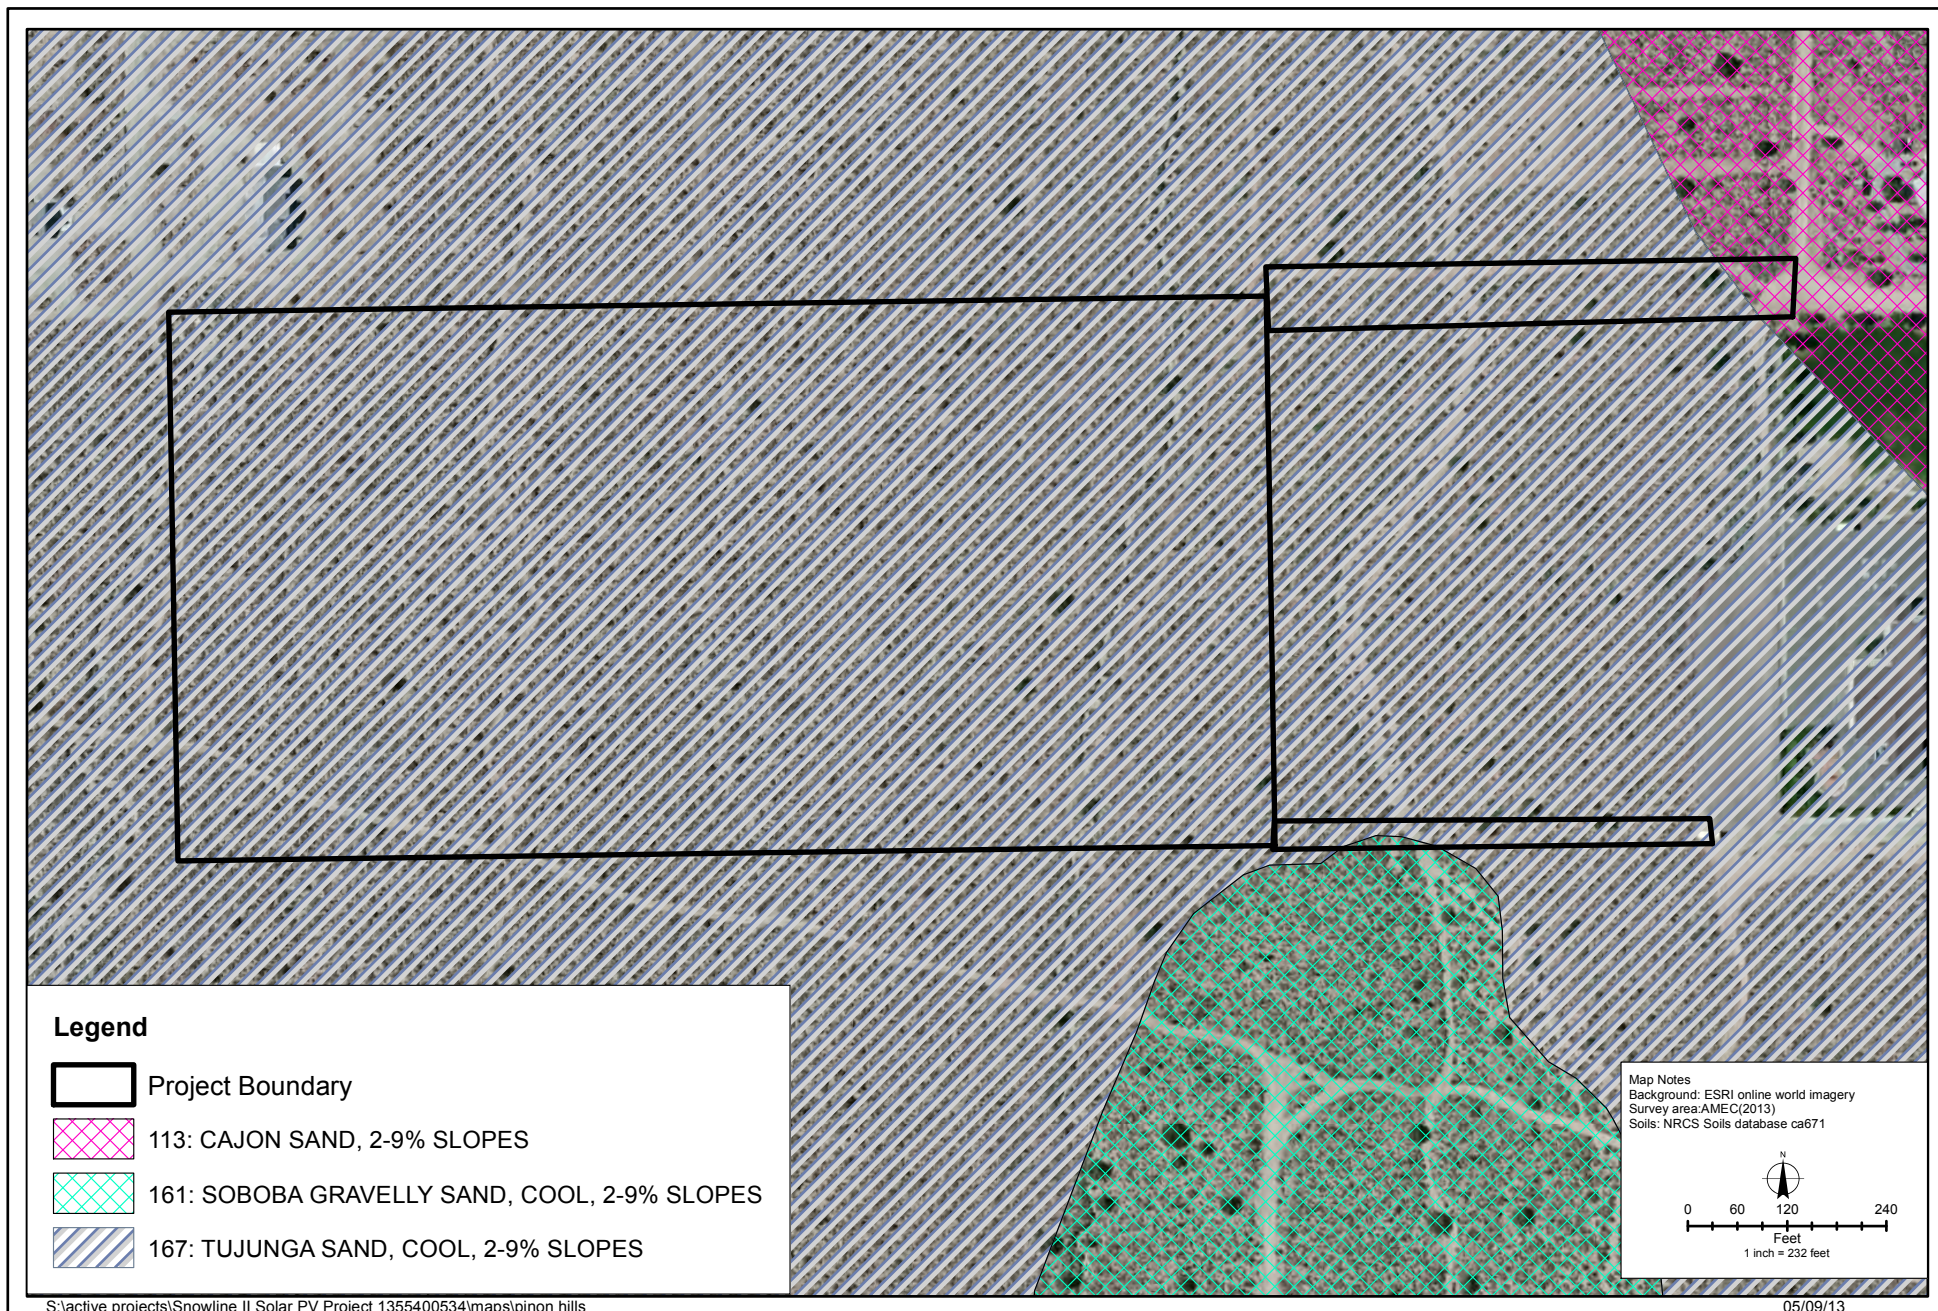 Legend
Project Boundary
113: CAJON SAND, 2-9% SLOPES
161: SOBOBA GRAVELLY SAND, COOL, 2-9% SLOPES
167: TUJUNGA SAND, COOL, 2-9% SLOPES
Map Notes
Background: ESRI online world imagery
Survey area:AMEC(2013)
Soils: NRCS Soils database ca671
N
0 60 120 240
Feet
1 inch = 232 feet
S:\active projects\Snowline II Solar PV Project 1355400534\maps\pinon hills
05/09/13